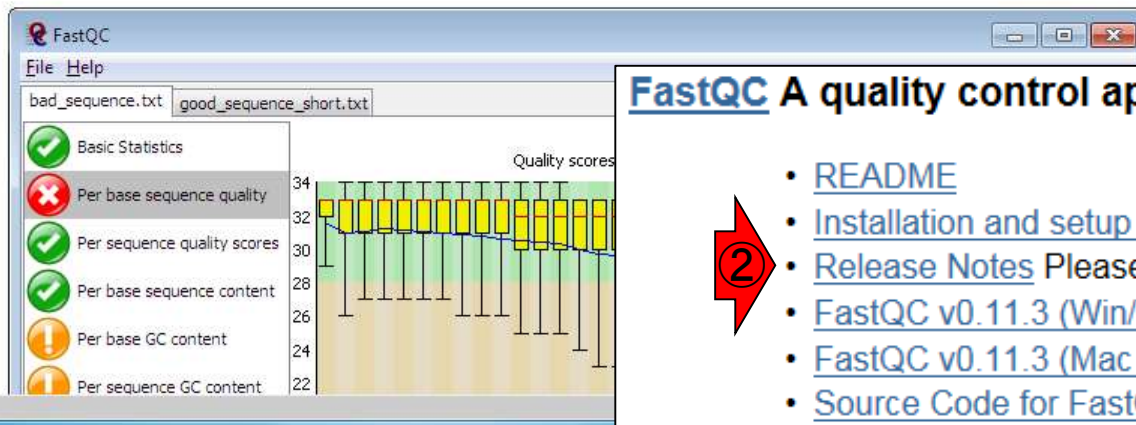 FastQC
File Help
bad_sequence.txt good_sequence_short.txt
Basic Statistics
Per base sequence quality
Per sequence quality scores
Per base sequence content
Per base GC content
Per sequence GC content
Quality scores
34
32
30
28
26
24
22
FastQC A quality control ap
• README
• Installation and setup
② • Release Notes Please
• FastQC v0.11.3 (Win/
• FastQC v0.11.3 (Mac
• Source Code for Fast